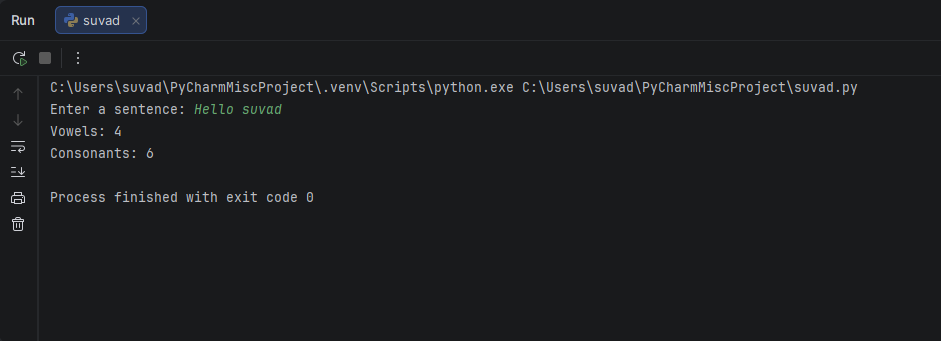 Run suvad
C:\Users\suvad\PyCharmMiscProject\.venv\Scripts\python.exe C:\Users\suvad\PyCharmMiscProject\suvad.py
Enter a sentence: Hello suvad
Vowels: 4
Consonants: 6
Process finished with exit code 0